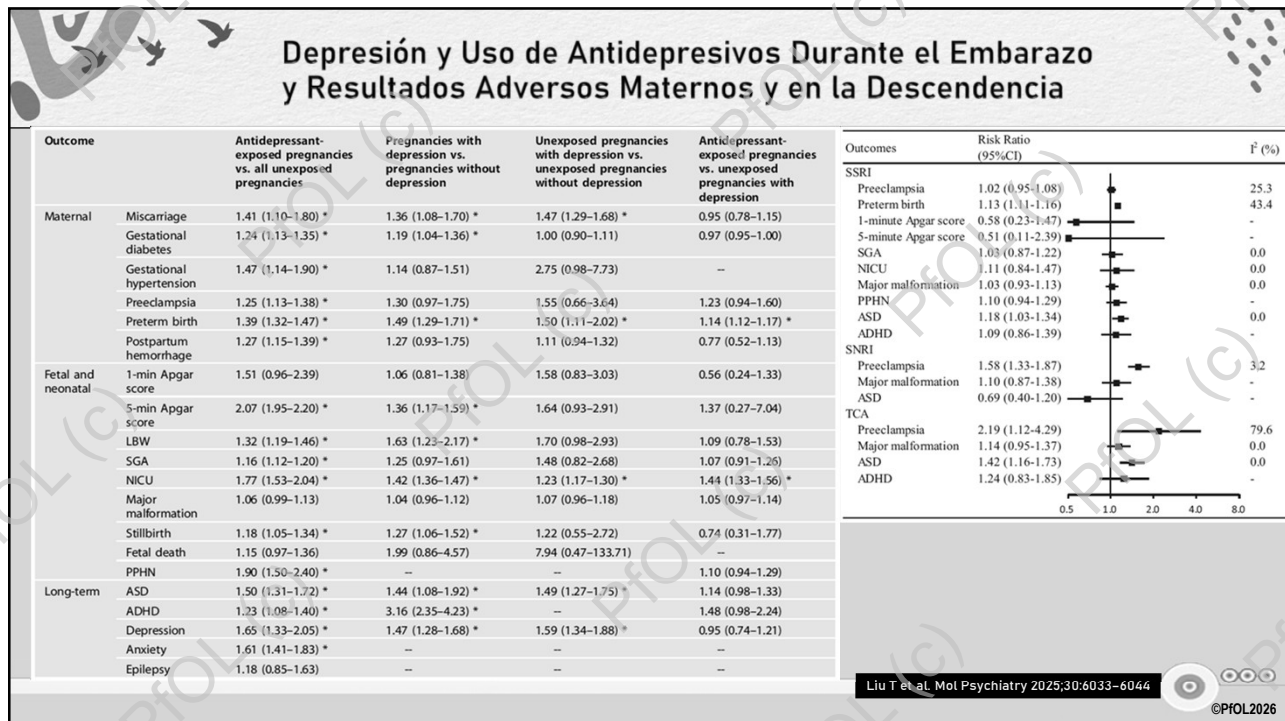 Depresión y Uso de Antidepresivos Durante el Embarazo
y Resultados Adversos Maternos y en la Descendencia
Outcome Antidepressant-exposed pregnancies vs. all unexposed pregnancies Pregnancies with depression vs. pregnancies without depression Unexposed pregnancies with depression vs. unexposed pregnancies without depression Antidepressant-exposed pregnancies vs. unexposed pregnancies with depression
Maternal Miscarriage 1.41 (1.10–1.80) * 1.36 (1.08–1.70) * 1.47 (1.29–1.68) * 0.95 (0.78–1.15)
Gestational diabetes 1.24 (1.13–1.35) * 1.19 (1.04–1.36) * 1.00 (0.90–1.11) 0.97 (0.95–1.00)
Gestational hypertension 1.47 (1.14–1.90) * 1.14 (0.87–1.51) 2.75 (0.98–7.73) --
Preeclampsia 1.25 (1.13–1.38) * 1.30 (0.97–1.75) 1.55 (0.66–3.64) 1.23 (0.94–1.60)
Preterm birth 1.39 (1.32–1.47) * 1.49 (1.29–1.71) * 1.50 (1.11–2.02) * 1.14 (1.12–1.17) *
Postpartum hemorrhage 1.27 (1.15–1.39) * 1.27 (0.93–1.75) 1.11 (0.94–1.32) 0.77 (0.52–1.13)
Fetal and neonatal 1-min Apgar score 1.51 (0.96–2.39) 1.06 (0.81–1.38) 1.58 (0.83–3.03) 0.56 (0.24–1.33)
5-min Apgar score 2.07 (1.95–2.20) * 1.36 (1.17–1.59) * 1.64 (0.93–2.91) 1.37 (0.27–7.04)
LBW 1.32 (1.19–1.46) * 1.63 (1.23–2.17) * 1.70 (0.98–2.93) 1.09 (0.78–1.53)
SGA 1.16 (1.12–1.20) * 1.25 (0.97–1.61) 1.48 (0.82–2.68) 1.07 (0.91–1.26)
NICU 1.77 (1.53–2.04) * 1.42 (1.36–1.47) * 1.23 (1.17–1.30) * 1.44 (1.33–1.56) *
Major malformation 1.06 (0.99–1.13) 1.04 (0.96–1.12) 1.07 (0.96–1.18) 1.05 (0.97–1.14)
Stillbirth 1.18 (1.05–1.34) * 1.27 (1.06–1.52) * 1.22 (0.55–2.72) 0.74 (0.31–1.77)
Fetal death 1.15 (0.97–1.36) 1.99 (0.86–4.57) 7.94 (0.47–133.71) --
PPHN 1.90 (1.50–2.40) * -- -- 1.10 (0.94–1.29)
Long-term ASD 1.50 (1.31–1.72) * 1.44 (1.08–1.92) * 1.49 (1.27–1.75) * 1.14 (0.98–1.33)
ADHD 1.23 (1.08–1.40) * 3.16 (2.35–4.23) * -- 1.48 (0.98–2.24)
Depression 1.65 (1.33–2.05) * 1.47 (1.28–1.68) * 1.59 (1.34–1.88) * 0.95 (0.74–1.21)
Anxiety 1.61 (1.41–1.83) * -- -- --
Epilepsy 1.18 (0.85–1.63) -- -- --
Outcomes Risk Ratio (95%CI) I² (%)
SSRI
Preeclampsia 1.02 (0.95-1.08) 25.3
Preterm birth 1.13 (1.11-1.16) 43.4
1-minute Apgar score 0.58 (0.23-1.47) -
5-minute Apgar score 0.51 (0.11-2.39) -
SGA 1.03 (0.87-1.22) 0.0
NICU 1.11 (0.84-1.47) 0.0
Major malformation 1.03 (0.93-1.13) 0.0
PPHN 1.10 (0.94-1.29) -
ASD 1.18 (1.03-1.34) 0.0
ADHD 1.09 (0.86-1.39) -
SNRI
Preeclampsia 1.58 (1.33-1.87) 3.2
Major malformation 1.10 (0.87-1.38) -
ASD 0.69 (0.40-1.20) -
TCA
Preeclampsia 2.19 (1.12-4.29) 79.6
Major malformation 1.14 (0.95-1.37) 0.0
ASD 1.42 (1.16-1.73) 0.0
ADHD 1.24 (0.83-1.85) -
0.5 1.0 2.0 4.0 8.0
Liu T et al. Mol Psychiatry 2025;30:6033–6044
©PfOL2026
PfOL (c)